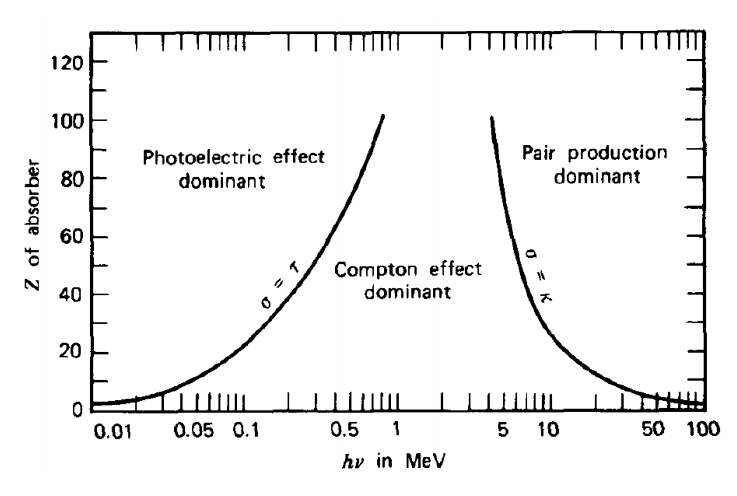 120
100
80
60
40
20
0
Z of absorber
Photoelectric effect
dominant
Pair production
dominant
Compton effect
dominant
σ = τ
σ = κ
0.01 0.05 0.1 0.5 1 5 10 50 100
hν in MeV